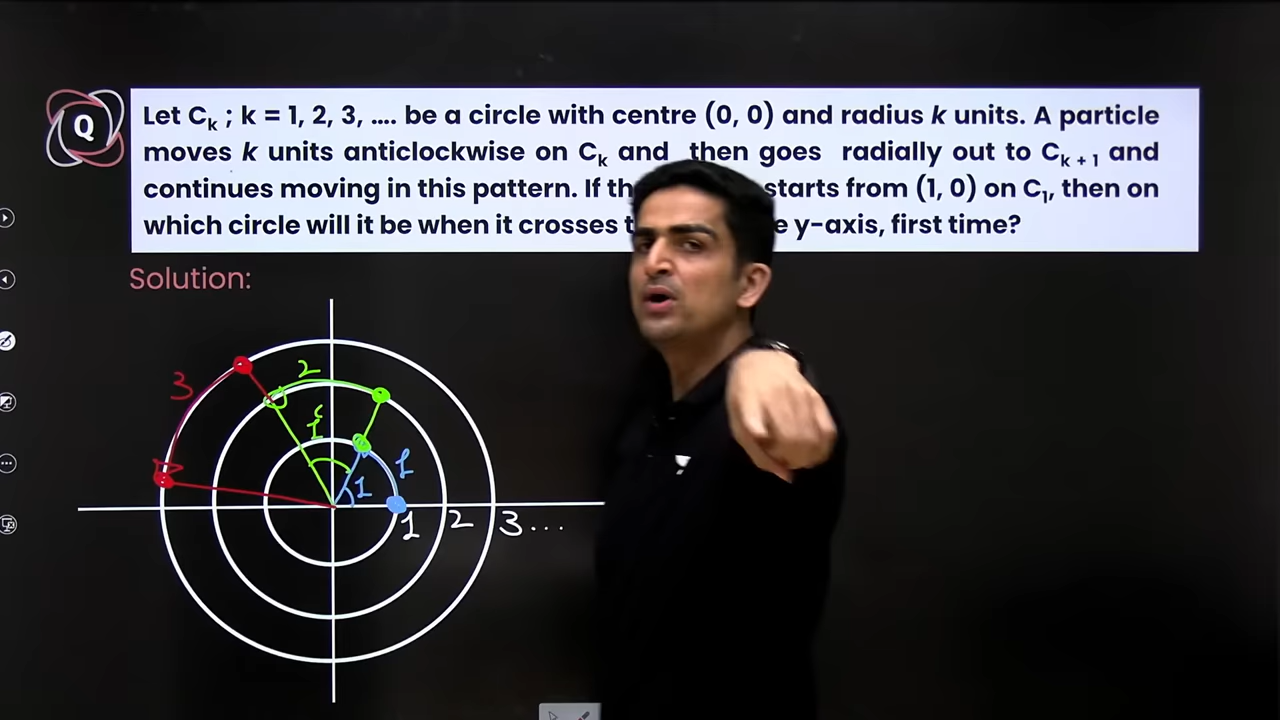 Q
Let Cₖ ; k = 1, 2, 3, .... be a circle with centre (0, 0) and radius k units. A particle
moves k units anticlockwise on Cₖ and then goes radially out to Cₖ ₊ ₁ and
continues moving in this pattern. If starts from (1, 0) on C₁, then on
which circle will it be when it crosses y-axis, first time?
Solution:
2
3
1
1
1
1 2 3...